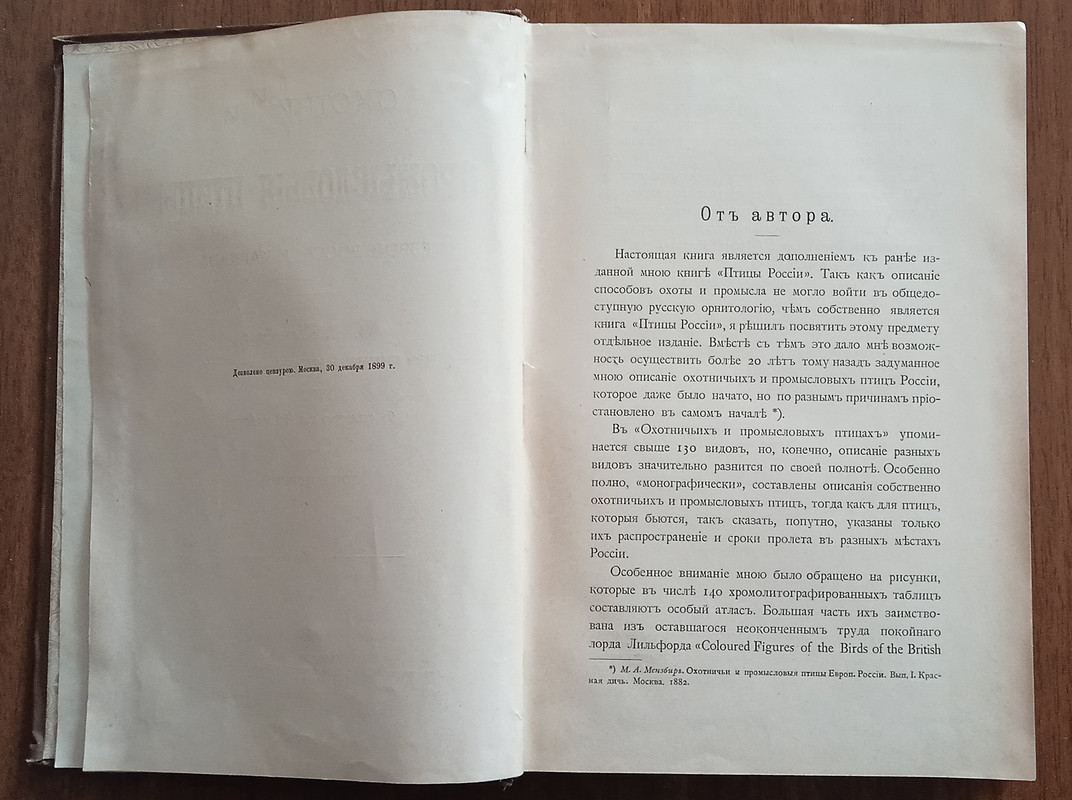 Дозволено цензурою. Москва, 30 декабря 1899 г.
Отъ автора.
Настоящая книга является дополненіемъ къ ранѣе из-
данной мною книгѣ «Птицы Россіи». Такъ какъ описаніе
способовъ охоты и промысла не могло войти въ общедо-
ступную русскую орнитологію, чѣмъ собственно является
книга «Птицы Россіи», я рѣшилъ посвятить этому предмету
отдѣльное изданіе. Вмѣстѣ съ тѣмъ это дало мнѣ возмож-
ность осуществить болѣе 20 лѣтъ тому назадъ задуманное
мною описаніе охотничьихъ и промысловыхъ птицъ Россіи,
которое даже было начато, но по разнымъ причинамъ пріо-
становлено въ самомъ началѣ *).
Въ «Охотничьихъ и промысловыхъ птицахъ» упоми-
нается свыше 130 видовъ, но, конечно, описаніе разныхъ
видовъ значительно разнится по своей полнотѣ. Особенно
полно, «монографически», составлены описанія собственно
охотничьихъ и промысловыхъ птицъ, тогда какъ для птицъ,
которыя бьются, такъ сказать, попутно, указаны только
ихъ распространеніе и сроки пролета въ разныхъ мѣстахъ
Россіи.
Особенное вниманіе мною было обращено на рисунки,
которые въ числѣ 140 хромолитографированныхъ таблицъ
составляютъ особый атласъ. Большая часть ихъ заимство-
вана изъ оставшагося неоконченнымъ труда покойнаго
лорда Лильфорда «Coloured Figures of the Birds of the British
*) М. А. Мензбиръ. Охотничьи и промысловыя птицы Европ. Россіи. Вып. I. Крас-
ная дичь. Москва. 1882.